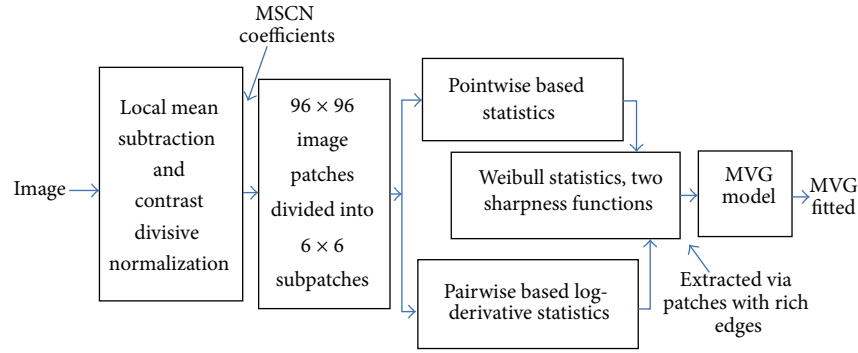 MSCN
coefficients
Image
Local mean
subtraction
and
contrast
divisive
normalization
96 × 96
image
patches
divided into
6 × 6
subpatches
Pointwise based
statistics
Weibull statistics, two
sharpness functions
Pairwise based log-
derivative statistics
MVG
model
MVG
fitted
Extracted via
patches with rich
edges